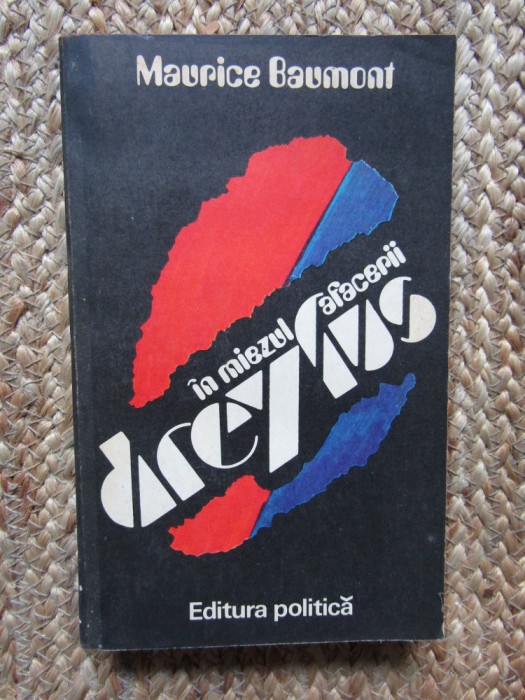 Maurice Baumont
în miezul afacerii
dreyfus
Editura politică